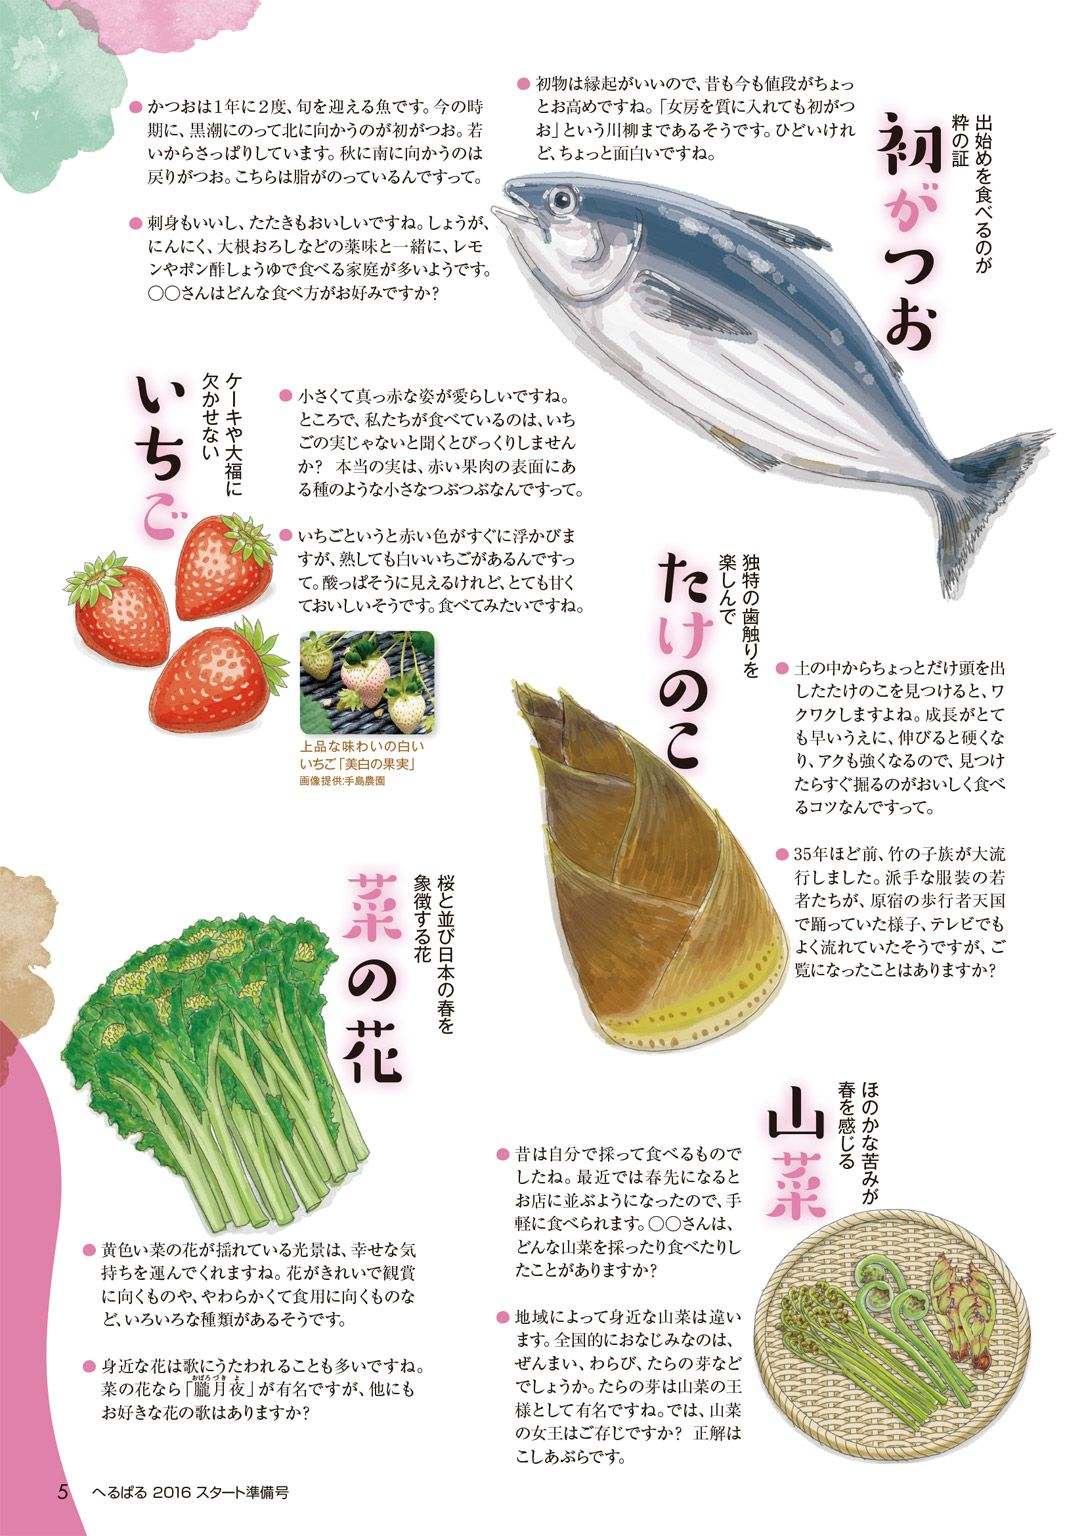 出始めを食べるのが
粋の証
初がつお
初物は縁起がいいので、昔も今も値段がちょっ
とお高めですね。「女房を質に入れても初がつ
お」という川柳まであるそうです。ひどいけれ
ど、ちょっと面白いですね。
かつおは1年に2度、旬を迎える魚です。今の時
期に、黒潮にのって北に向かうのが初がつお。若
いからさっぱりしています。秋に南に向かうのは
戻りがつお。こちらは脂がのっているんですって。
刺身もいいし、たたきもおいしいですね。しょうが、
にんにく、大根おろしなどの薬味と一緒に、レモ
ンやポン酢しょうゆで食べる家庭が多いようです。
〇〇さんはどんな食べ方がお好みですか?
ケーキや大福に
欠かせない
いちご
小さくて真っ赤な姿が愛らしいですね。
ところで、私たちが食べているのは、いち
ごの実じゃないと聞くとびっくりしません
か? 本当の実は、赤い果肉の表面にあ
る種のような小さなつぶつぶなんですって。
いちごというと赤い色がすぐに浮かびま
すが、熟しても白いいちごがあるんですっ
て。酸っぱそうに見えるけれど、とても甘く
ておいしいそうです。食べてみたいですね。
上品な味わいの白い
いちご「美白の果実」
画像提供:手島農園
独特の歯触りを
楽しんで
たけのこ
土の中からちょっとだけ頭を出
したたけのこを見つけると、ワ
クワクしますよね。成長がとて
も早いうえに、伸びると硬くな
り、アクも強くなるので、見つけ
たらすぐ掘るのがおいしく食べ
るコツなんですって。
35年ほど前、竹の子族が大流
行しました。派手な服装の若
者たちが、原宿の歩行者天国
で踊っていた様子、テレビでも
よく流れていたそうですが、ご
覧になったことはありますか?
桜と並び日本の春を
象徴する花
菜の花
黄色い菜の花が揺れている光景は、幸せな気
持ちを運んでくれますね。花がきれいで観賞
に向くものや、やわらかくて食用に向くものな
ど、いろいろな種類があるそうです。
身近な花は歌にうたわれることも多いですね。
おぼろづきよ
菜の花なら「朧月夜」が有名ですが、他にも
お好きな花の歌はありますか?
ほのかな苦みが
春を感じる
山菜
昔は自分で採って食べるもので
したね。最近では春先になると
お店に並ぶようになったので、手
軽に食べられます。〇〇さんは、
どんな山菜を採ったり食べたりし
たことがありますか?
地域によって身近な山菜は違い
ます。全国的におなじみなのは、
ぜんまい、わらび、たらの芽など
でしょうか。たらの芽は山菜の王
様として有名ですね。では、山菜
の女王はご存じですか? 正解は
こしあぶらです。
5 へるぱる 2016 スタート準備号